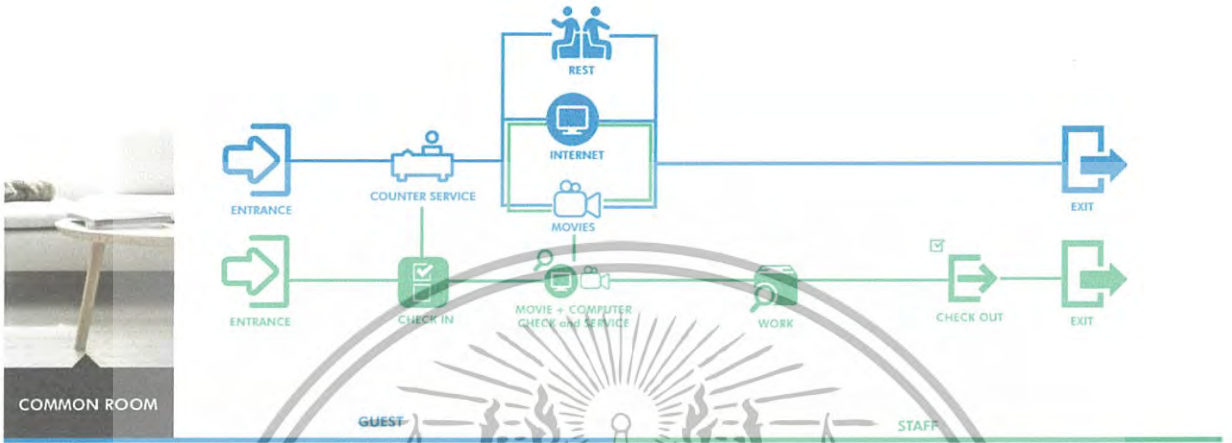 REST
INTERNET
COUNTER SERVICE
ENTRANCE
EXIT
MOVIES
MOVIE + COMPUTER
CHECK and SERVICE
ENTRANCE
CHECK IN
WORK
CHECK OUT
EXIT
COMMON ROOM
GUEST
STAFF